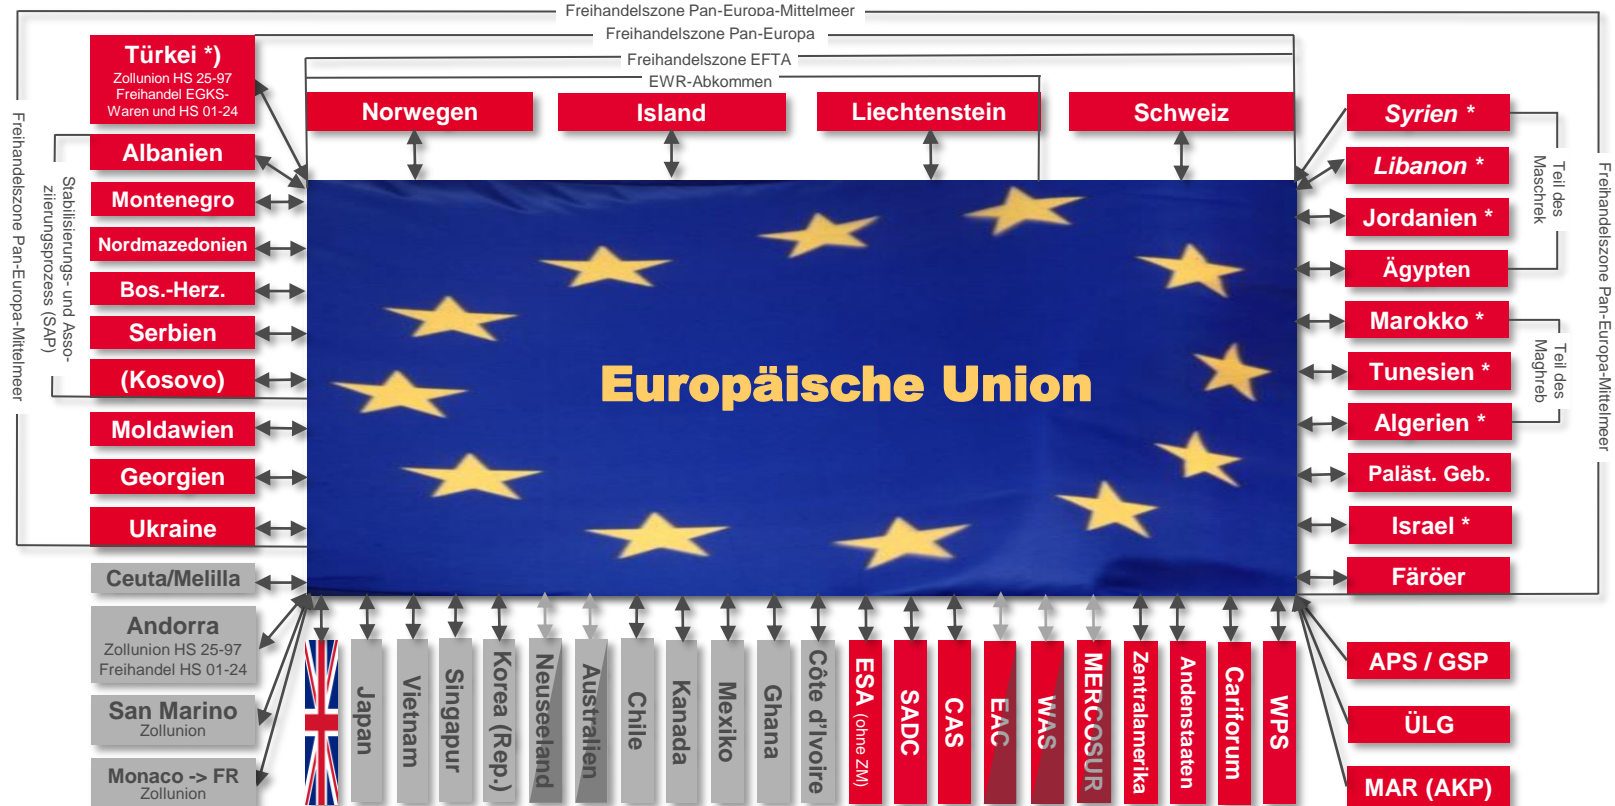 Freihandelszone Pan-Europa-Mittelmeer
Freihandelszone Pan-Europa
Freihandelszone EFTA
EWR-Abkommen
Türkei *)
Zollunion HS 25-97
Freihandel EGKS-
Waren und HS 01-24
Norwegen
Island
Liechtenstein
Schweiz
Freihandelszone Pan-Europa-Mittelmeer
Stabilisierungs- und Asso-
ziierungsprozess (SAP)
Albanien
Montenegro
Nordmazedonien
Bos.-Herz.
Serbien
(Kosovo)
Moldawien
Georgien
Ukraine
Ceuta/Melilla
Andorra
Zollunion HS 25-97
Freihandel HS 01-24
San Marino
Zollunion
Monaco -> FR
Zollunion
Europäische Union
Syrien *
Libanon *
Jordanien *
Ägypten
Teil des
Maschrek
Marokko *
Tunesien *
Algerien *
Teil des
Maghreb
Paläst. Geb.
Israel *
Färöer
Freihandelszone Pan-Europa-Mittelmeer
APS / GSP
ÜLG
MAR (AKP)
Japan
Vietnam
Singapur
Korea (Rep.)
Neuseeland
Australien
Chile
Kanada
Mexiko
Ghana
Côte d'Ivoire
ESA (ohne ZM)
SADC
CAS
EAC
WAS
MERCOSUR
Zentralamerika
Andenstaaten
Cariforum
WPS